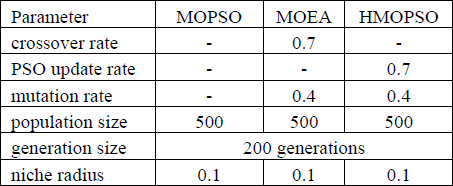 Parameter MOPSO MOEA HMOPSO
crossover rate - 0.7 -
PSO update rate - - 0.7
mutation rate - 0.4 0.4
population size 500 500 500
generation size 200 generations
niche radius 0.1 0.1 0.1